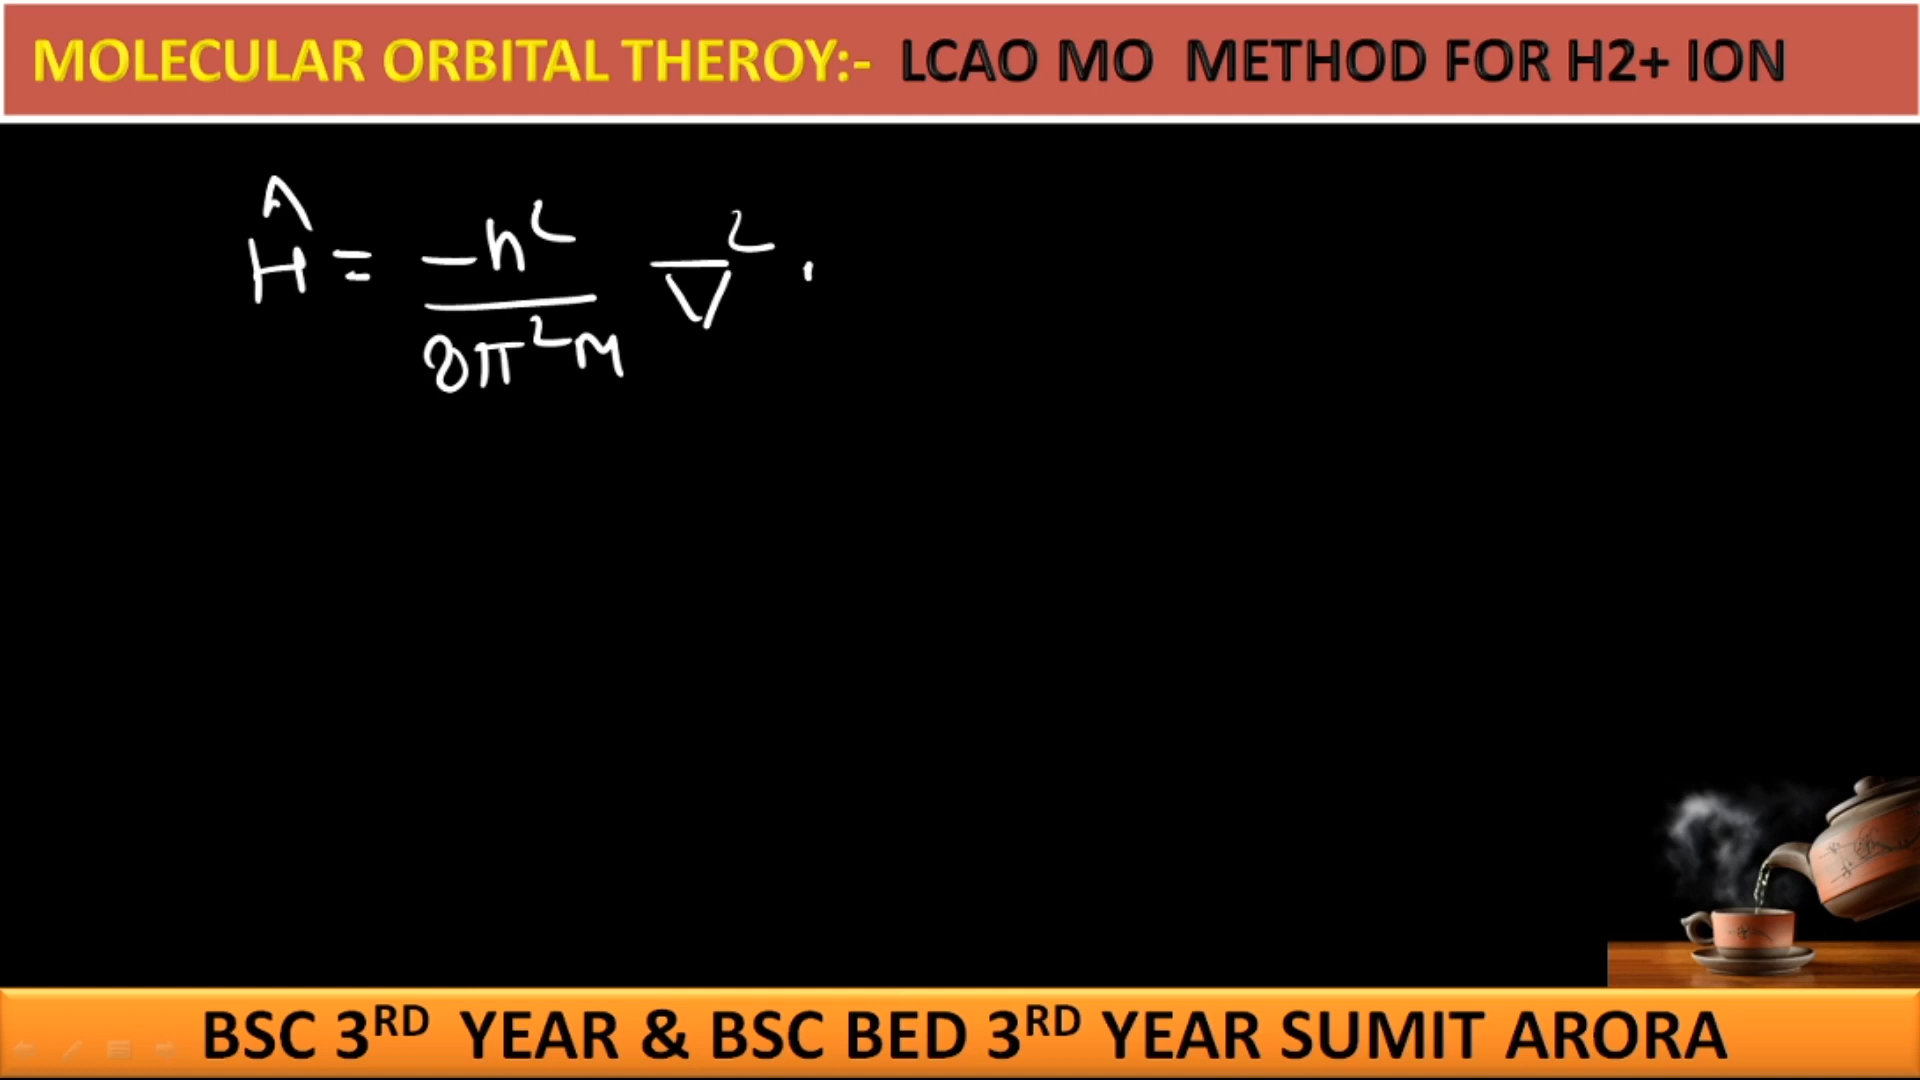 MOLECULAR ORBITAL THEROY:- LCAO MO METHOD FOR H2+ ION
Ĥ = -h²/8π²m ∇² .
BSC 3RD YEAR & BSC BED 3RD YEAR SUMIT ARORA